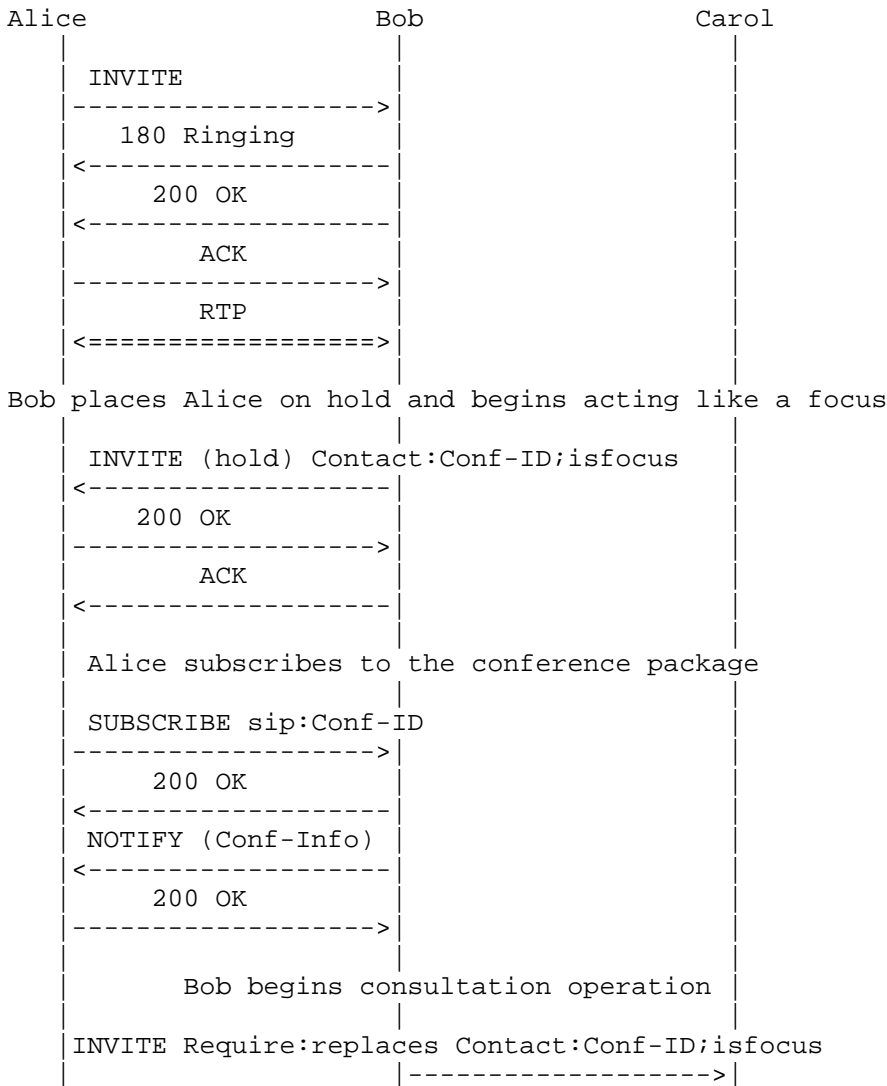 Alice                  Bob                 Carol
INVITE
------------------->
180 Ringing
<-------------------
200 OK
<-------------------
ACK
------------------->
RTP
<==================>
Bob places Alice on hold and begins acting like a focus
INVITE (hold) Contact:Conf-ID;isfocus
<-------------------
200 OK
------------------->
ACK
<-------------------
Alice subscribes to the conference package
SUBSCRIBE sip:Conf-ID
------------------->
200 OK
<-------------------
NOTIFY (Conf-Info)
<-------------------
200 OK
------------------->
Bob begins consultation operation
INVITE Require:replaces Contact:Conf-ID;isfocus
------------------->